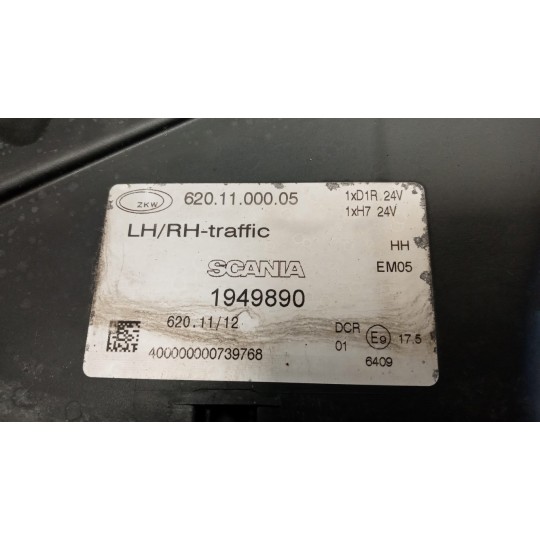 ZKW 620.11.000.05 1xD1R 24V
1xH7 24V
LH/RH-traffic
HH
SCANIA EM05
1949890
620.11/12 DCR
01 E9 17.5
400000000739768 6409